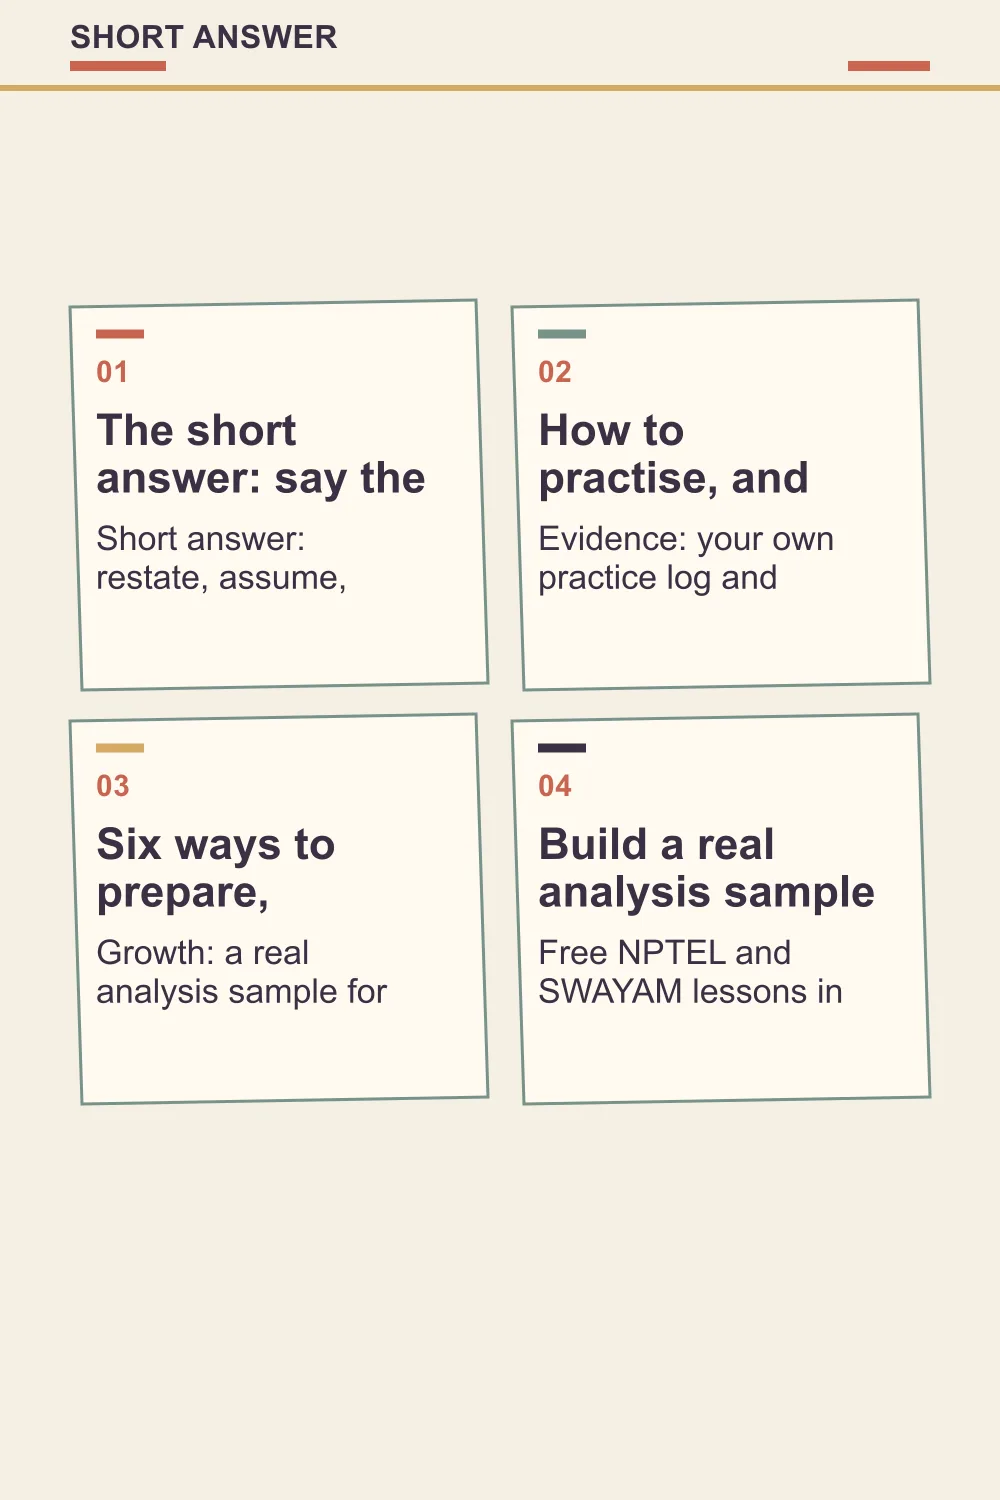 SHORT ANSWER
01
The short
answer: say the
Short answer:
restate, assume,
02
How to
practise, and
Evidence: your own
practice log and
03
Six ways to
prepare,
Growth: a real
analysis sample for
04
Build a real
analysis sample
Free NPTEL and
SWAYAM lessons in